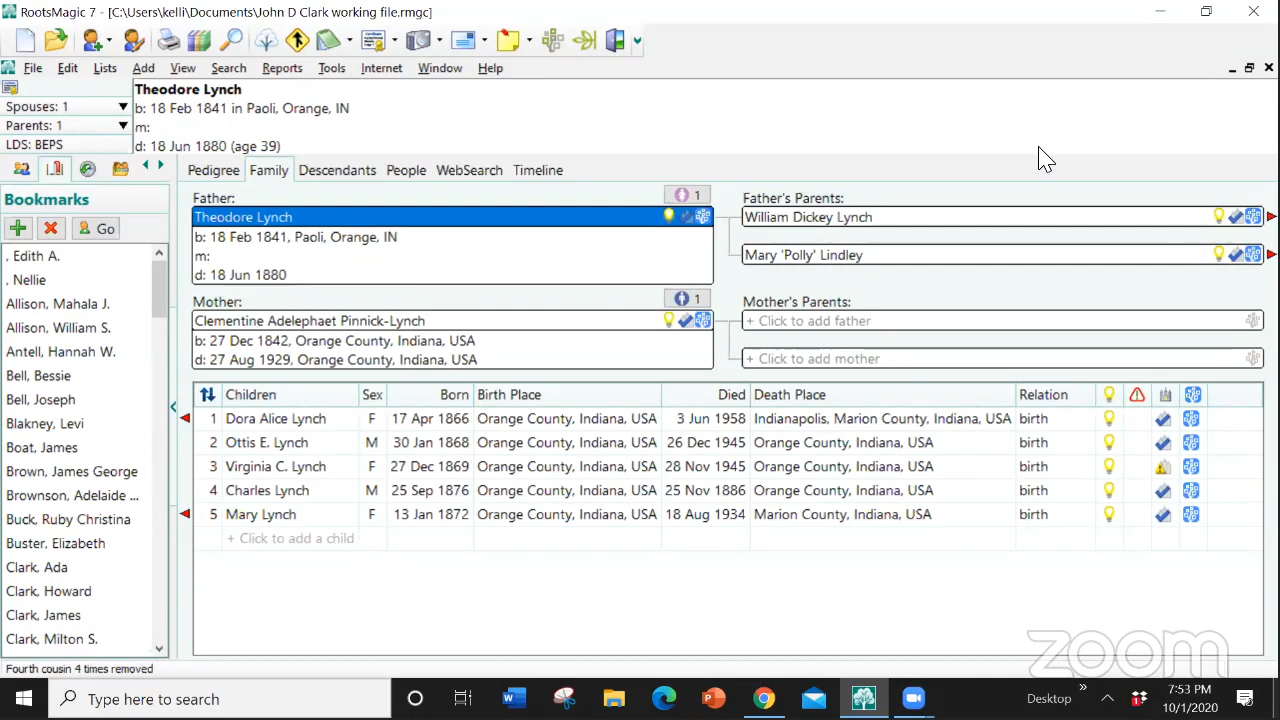 RootsMagic 7 - [C:\Users\kelli\Documents\John D Clark working file.rmgc]
File Edit Lists Add View Search Reports Tools Internet Window Help
Theodore Lynch
Spouses: 1
b: 18 Feb 1841 in Paoli, Orange, IN
Parents: 1
m:
LDS: BEPS
d: 18 Jun 1880 (age 39)
Pedigree Family Descendants People WebSearch Timeline
Bookmarks
Go
, Edith A.
, Nellie
Allison, Mahala J.
Allison, William S.
Antell, Hannah W.
Bell, Bessie
Bell, Joseph
Blakney, Levi
Boat, James
Brown, James George
Brownson, Adelaide ...
Buck, Ruby Christina
Buster, Elizabeth
Clark, Ada
Clark, Howard
Clark, James
Clark, Milton S.
Father: 1
Theodore Lynch
b: 18 Feb 1841, Paoli, Orange, IN
m:
d: 18 Jun 1880
Father's Parents:
William Dickey Lynch
Mary 'Polly' Lindley
Mother: 1
Clementine Adelephaet Pinnick-Lynch
b: 27 Dec 1842, Orange County, Indiana, USA
d: 27 Aug 1929, Orange County, Indiana, USA
Mother's Parents:
+ Click to add father
+ Click to add mother
Children Sex Born Birth Place Died Death Place Relation
1 Dora Alice Lynch F 17 Apr 1866 Orange County, Indiana, USA 3 Jun 1958 Indianapolis, Marion County, Indiana, USA birth
2 Ottis E. Lynch M 30 Jan 1868 Orange County, Indiana, USA 26 Dec 1945 Orange County, Indiana, USA birth
3 Virginia C. Lynch F 27 Dec 1869 Orange County, Indiana, USA 28 Nov 1945 Orange County, Indiana, USA birth
4 Charles Lynch M 25 Sep 1876 Orange County, Indiana, USA 25 Nov 1886 Orange County, Indiana, USA birth
5 Mary Lynch F 13 Jan 1872 Orange County, Indiana, USA 18 Aug 1934 Marion County, Indiana, USA birth
+ Click to add a child
zoom
Fourth cousin 4 times removed
Type here to search
Desktop
7:53 PM
10/1/2020